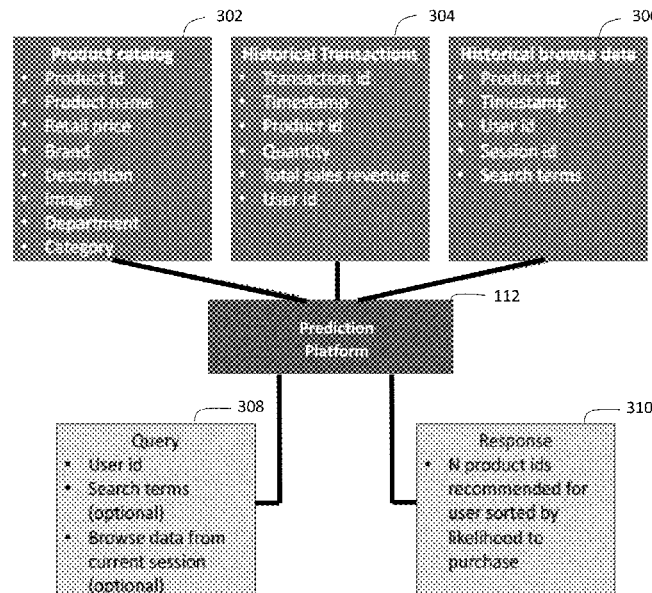 302
304
306
Product catalog
• Product id
• Product name
• Retail price
• Brand
• Description
• Image
• Department
• Category
Historical Transactions
• Transaction id
• Timestamp
• Product id
• Quantity
• Total sales revenue
• User id
Historical browse data
• Product id
• Timestamp
• User id
• Session id
• Search terms
112
Prediction
Platform
308
Query
• User id
• Search terms
(optional)
• Browse data from
current session
(optional)
310
Response
• N product ids
recommended for
user sorted by
likelihood to
purchase